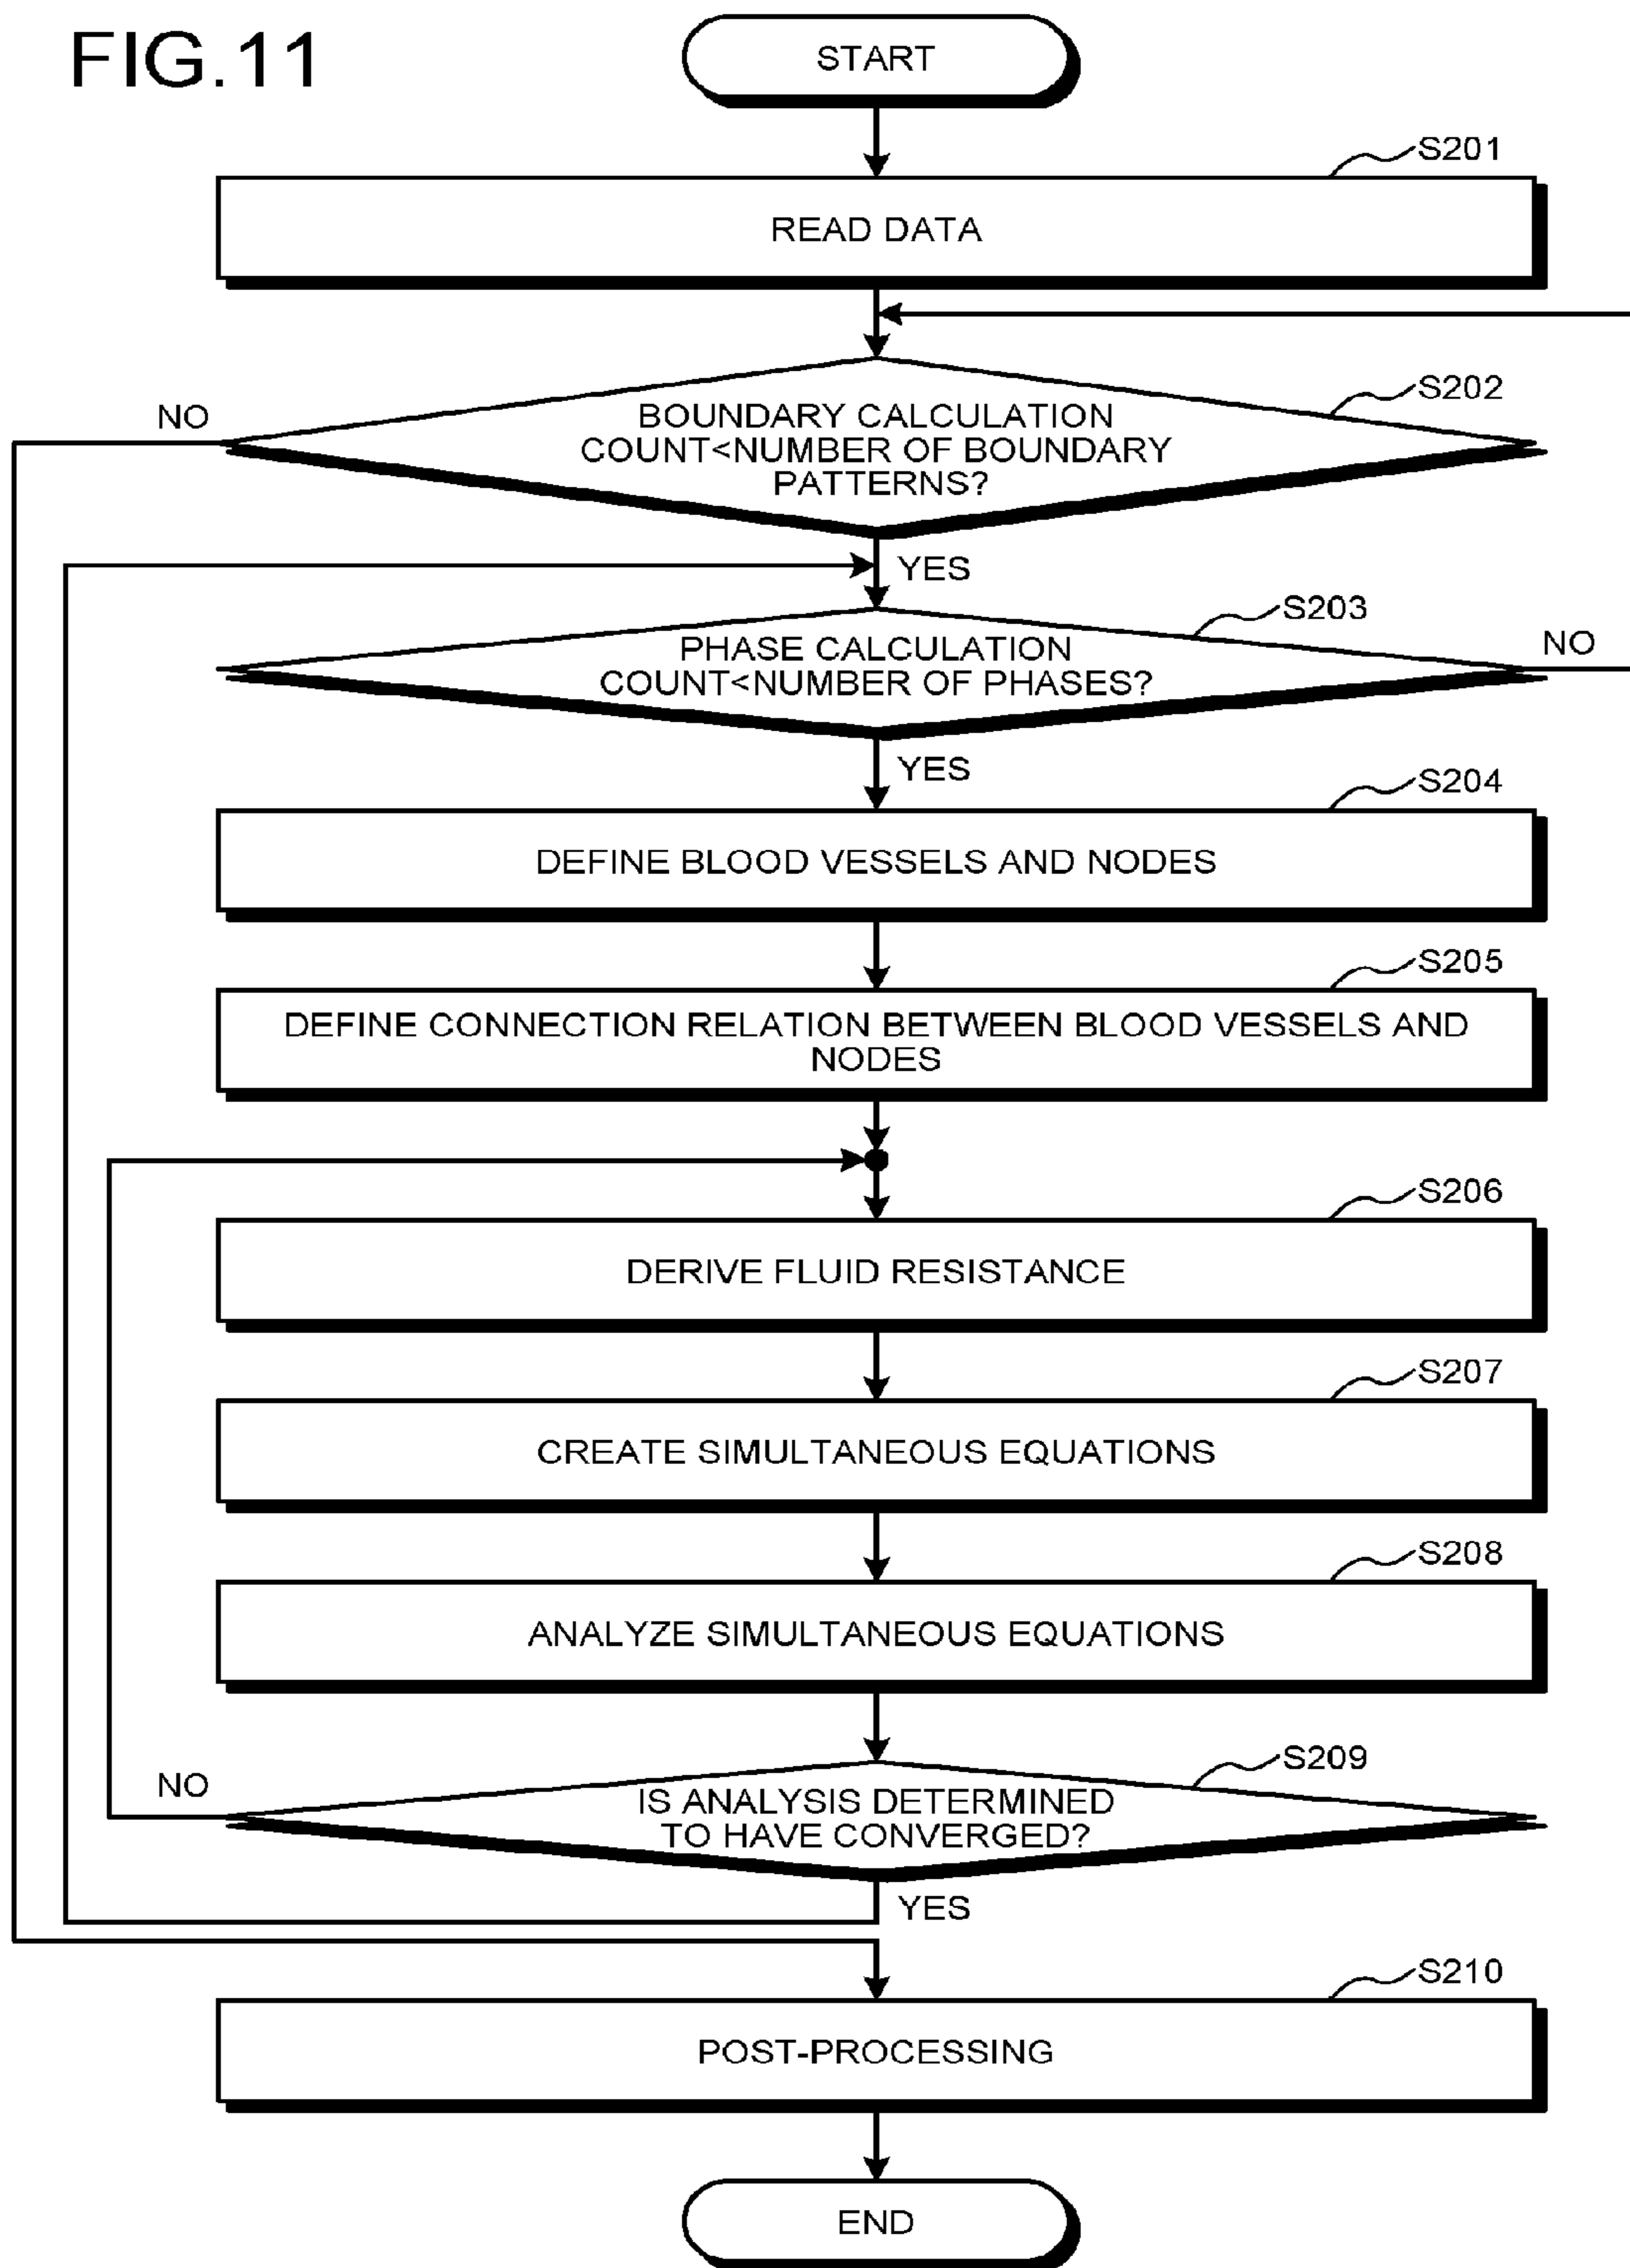 FIG.11
START
S201
READ DATA
S202
NO
BOUNDARY CALCULATION
COUNT<NUMBER OF BOUNDARY
PATTERNS?
YES
S203
PHASE CALCULATION
COUNT<NUMBER OF PHASES?
NO
YES
S204
DEFINE BLOOD VESSELS AND NODES
S205
DEFINE CONNECTION RELATION BETWEEN BLOOD VESSELS AND
NODES
S206
DERIVE FLUID RESISTANCE
S207
CREATE SIMULTANEOUS EQUATIONS
S208
ANALYZE SIMULTANEOUS EQUATIONS
S209
NO
IS ANALYSIS DETERMINED
TO HAVE CONVERGED?
YES
S210
POST-PROCESSING
END